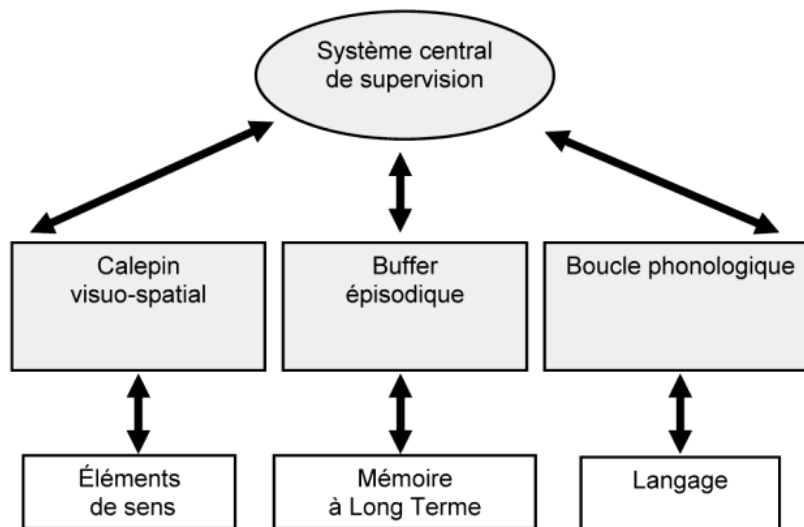 Système central
de supervision
Calepin
visuo-spatial
Buffer
épisodique
Boucle phonologique
Éléments
de sens
Mémoire
à Long Terme
Langage